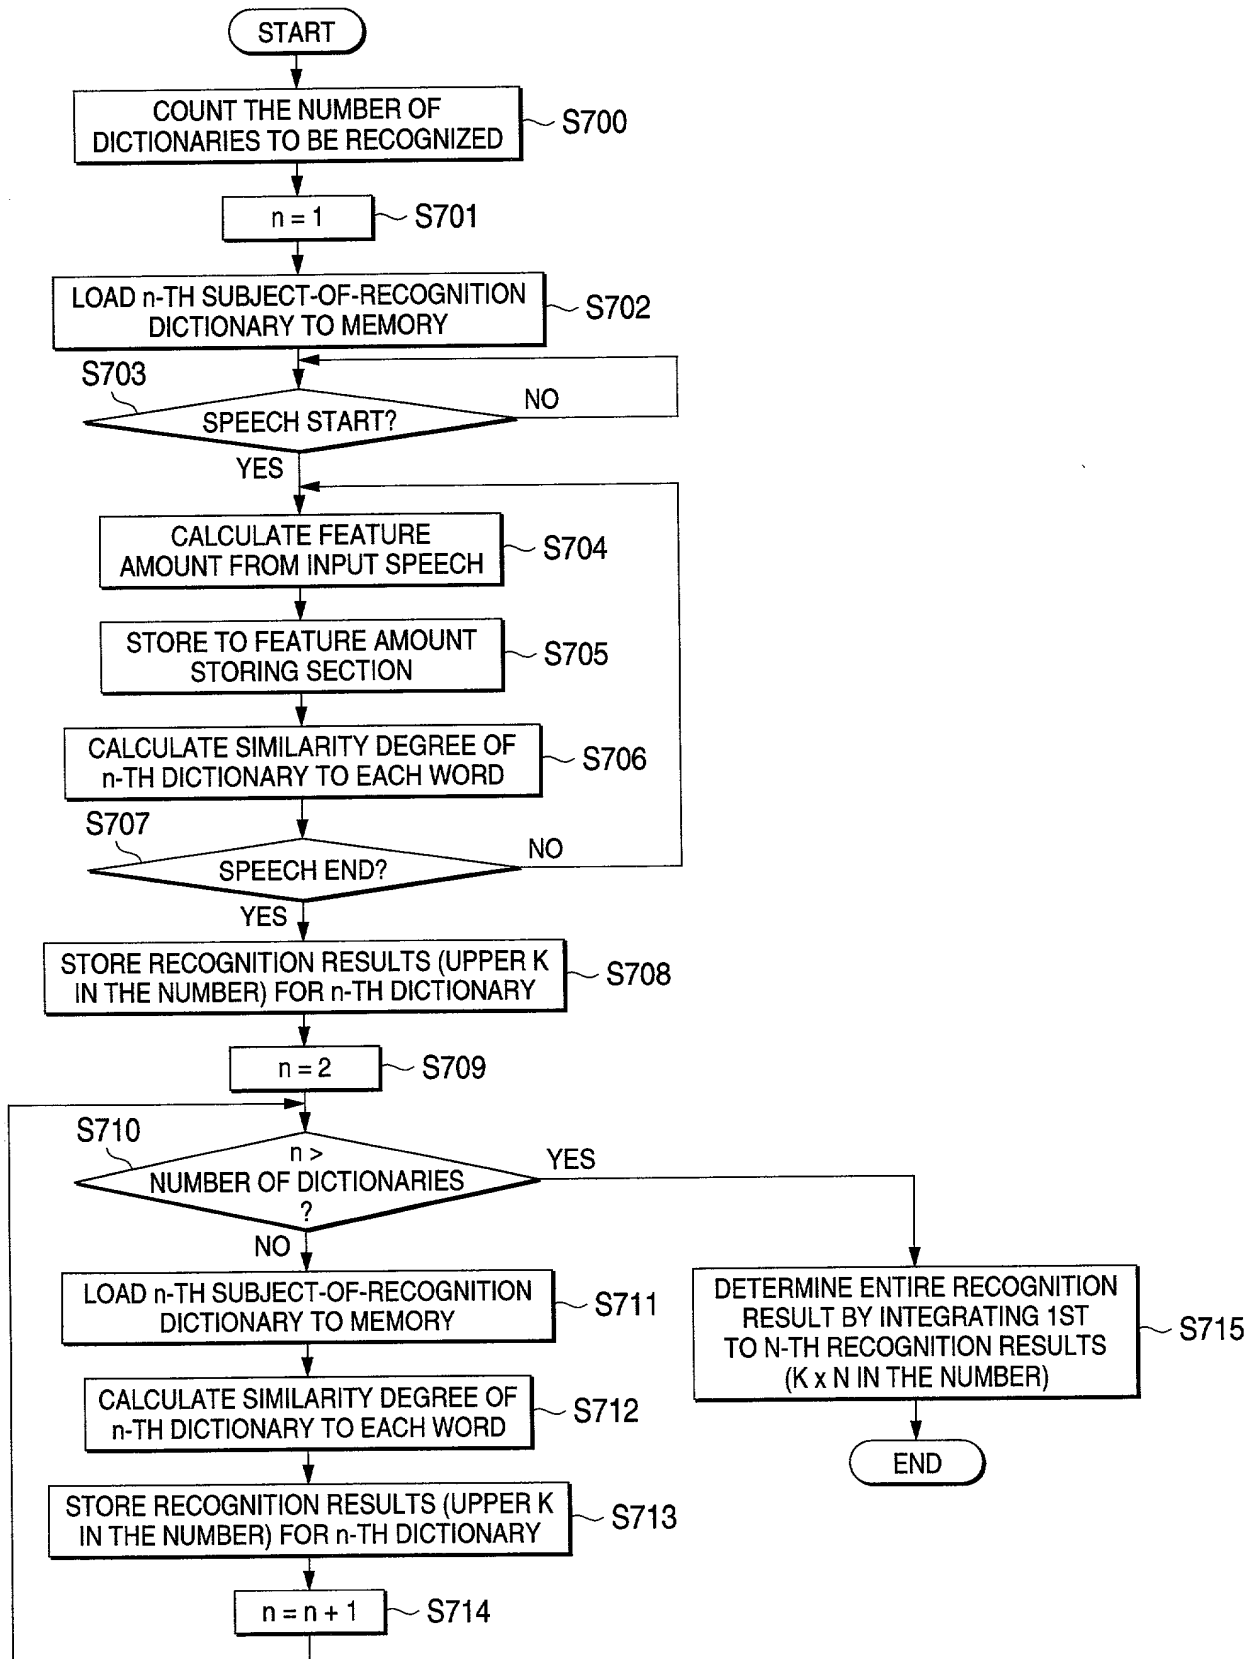 START
COUNT THE NUMBER OF
DICTIONARIES TO BE RECOGNIZED
S700
n = 1
S701
LOAD n-TH SUBJECT-OF-RECOGNITION
DICTIONARY TO MEMORY
S702
S703
SPEECH START?
NO
YES
CALCULATE FEATURE
AMOUNT FROM INPUT SPEECH
S704
STORE TO FEATURE AMOUNT
STORING SECTION
S705
CALCULATE SIMILARITY DEGREE OF
n-TH DICTIONARY TO EACH WORD
S706
S707
SPEECH END?
NO
YES
STORE RECOGNITION RESULTS (UPPER K
IN THE NUMBER) FOR n-TH DICTIONARY
S708
n = 2
S709
S710
n >
NUMBER OF DICTIONARIES
?
YES
NO
LOAD n-TH SUBJECT-OF-RECOGNITION
DICTIONARY TO MEMORY
S711
DETERMINE ENTIRE RECOGNITION
RESULT BY INTEGRATING 1ST
TO N-TH RECOGNITION RESULTS
(K x N IN THE NUMBER)
S715
CALCULATE SIMILARITY DEGREE OF
n-TH DICTIONARY TO EACH WORD
S712
END
STORE RECOGNITION RESULTS (UPPER K
IN THE NUMBER) FOR n-TH DICTIONARY
S713
n = n + 1
S714